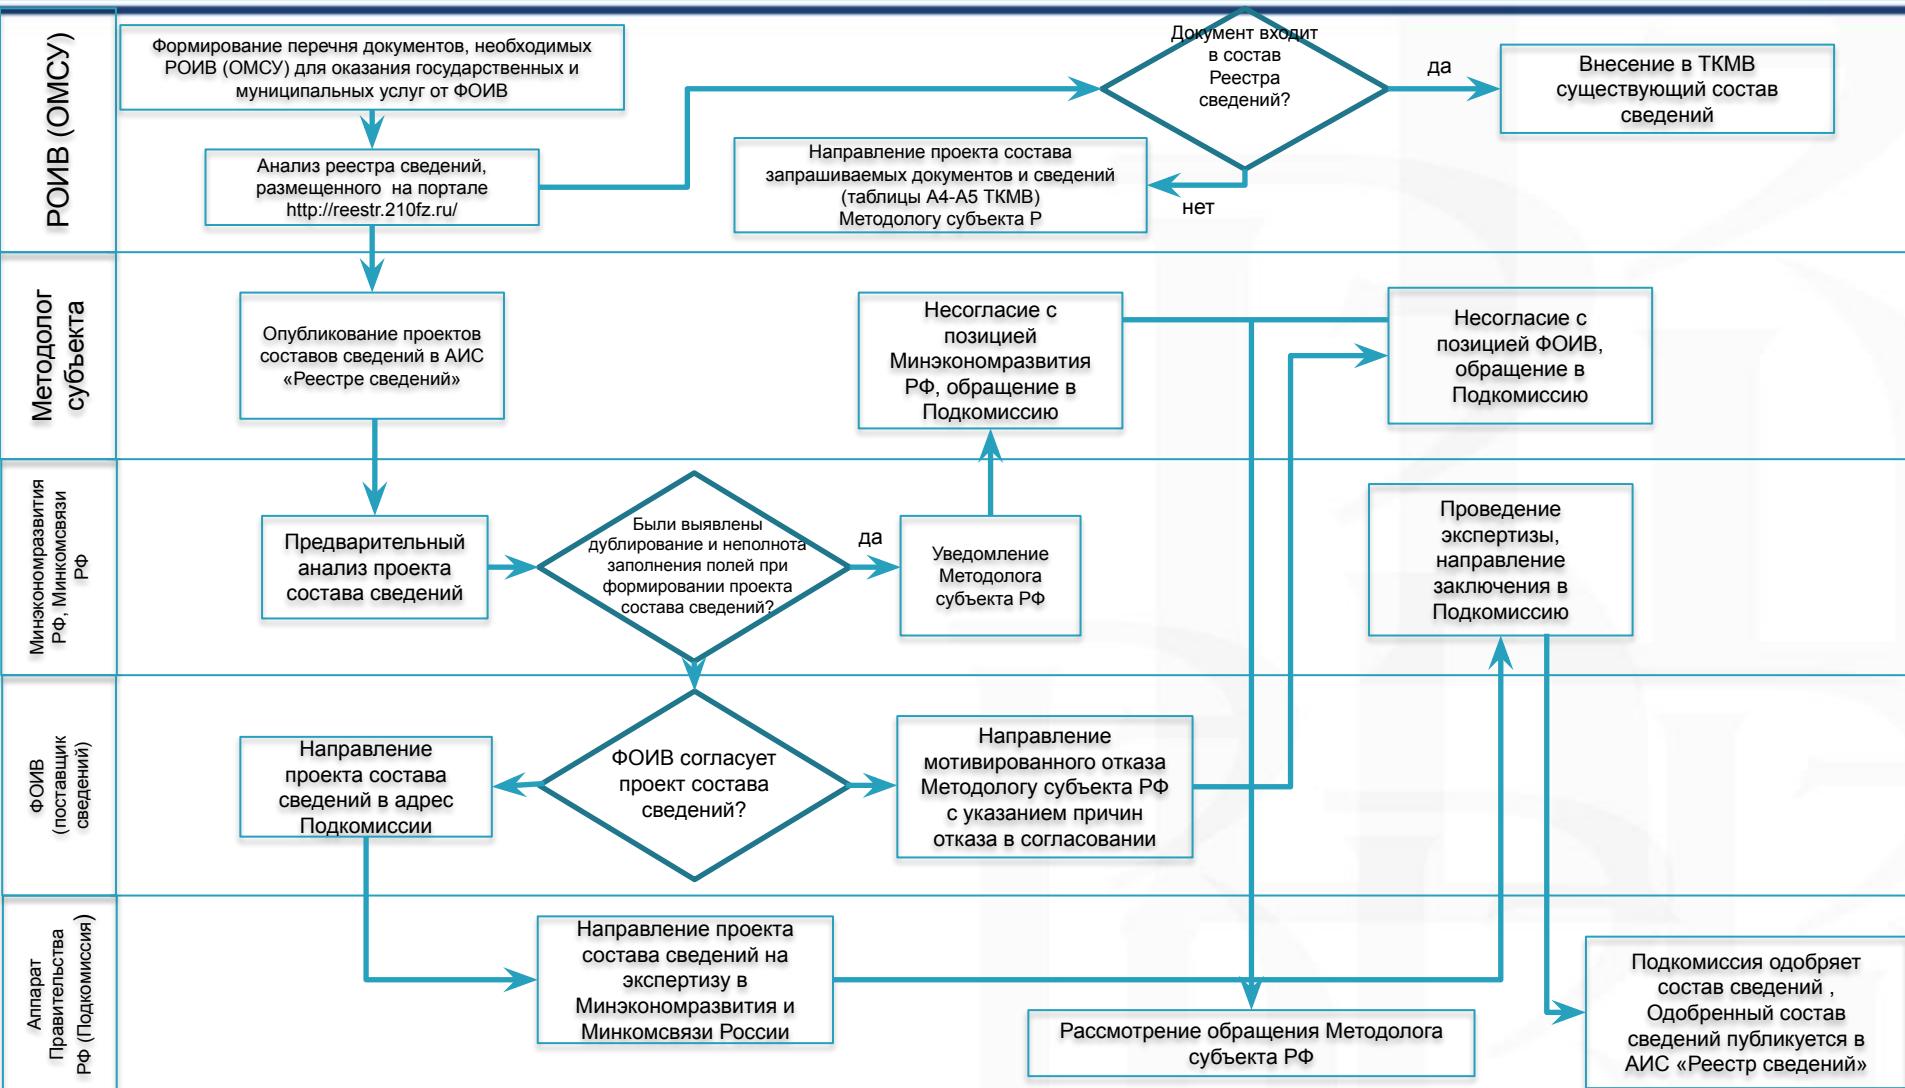 РОИВ (ОМСУ)
Формирование перечня документов, необходимых
РОИВ (ОМСУ) для оказания государственных и
муниципальных услуг от ФОИВ
Анализ реестра сведений,
размещенного на портале
http://reestr.210fz.ru/
Документ входит
в состав
Реестра
сведений?
да
Внесение в ТКМВ
существующий состав
сведений
нет
Направление проекта состава
запрашиваемых документов и сведений
(таблицы А4-А5 ТКМВ)
Методологу субъекта Р
Методолог
субъекта
Опубликование проектов
составов сведений в АИС
«Реестре сведений»
Несогласие с
позицией
Минэкономразвития
РФ, обращение в
Подкомиссию
Несогласие с
позицией ФОИВ,
обращение в
Подкомиссию
Минэкономразвития
РФ, Минкомсвязи
РФ
Предварительный
анализ проекта
состава сведений
Были выявлены
дублирование и неполнота
заполнения полей при
формировании проекта
состава сведений?
да
Уведомление
Методолога
субъекта РФ
Проведение
экспертизы,
направление
заключения в
Подкомиссию
ФОИВ
(поставщик
сведений)
Направление
проекта состава
сведений в адрес
Подкомиссии
ФОИВ согласует
проект состава
сведений?
Направление
мотивированного отказа
Методологу субъекта РФ
с указанием причин
отказа в согласовании
Аппарат
Правительства
РФ (Подкомиссия)
Направление проекта
состава сведений на
экспертизу в
Минэкономразвития и
Минкомсвязи России
Рассмотрение обращения Методолога
субъекта РФ
Подкомиссия одобряет
состав сведений ,
Одобренный состав
сведений публикуется в
АИС «Реестр сведений»